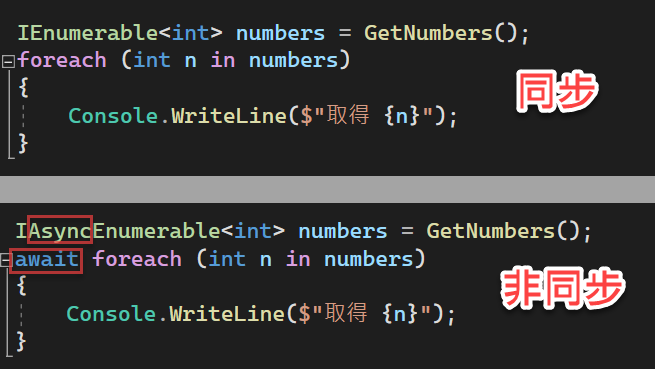 IEnumerable<int> numbers = GetNumbers();
foreach (int n in numbers)
{
    Console.WriteLine($"取得 {n}");
}
同步
IAsyncEnumerable<int> numbers = GetNumbers();
await foreach (int n in numbers)
{
    Console.WriteLine($"取得 {n}");
}
非同步